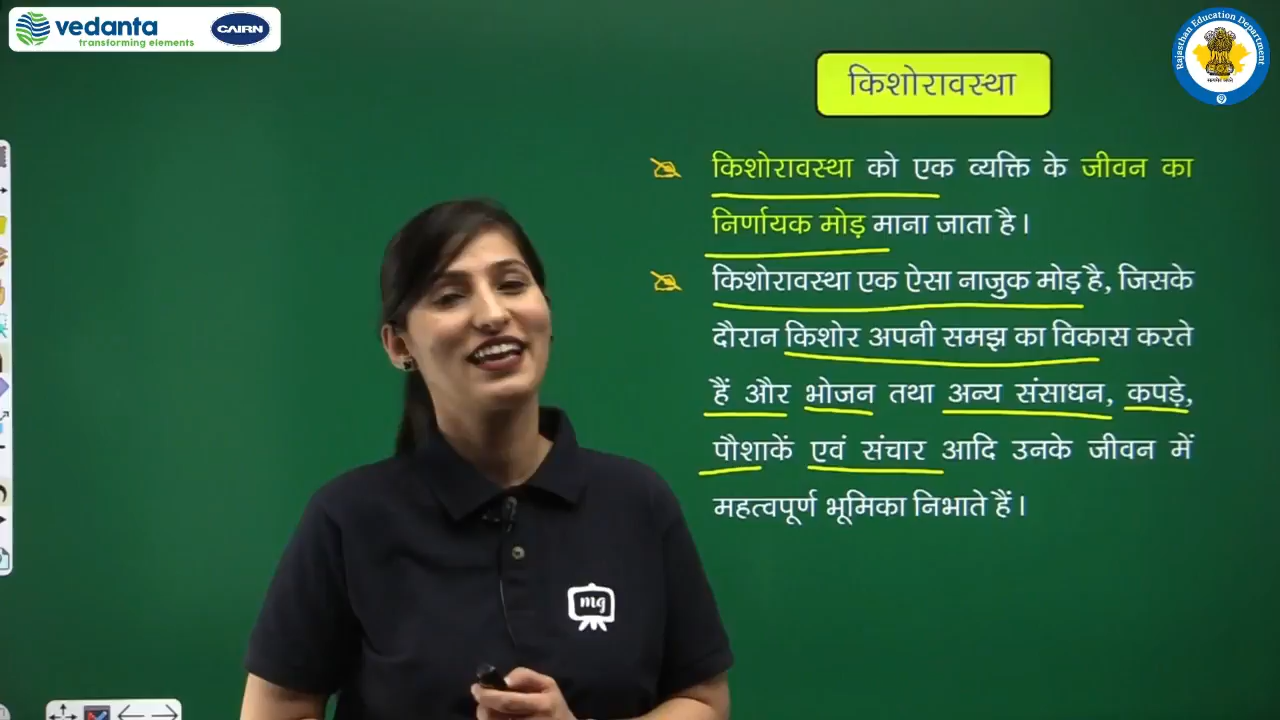 vedanta
transforming elements
CAIRN
Rajasthan Education Department
किशोरावस्था
किशोरावस्था को एक व्यक्ति के जीवन का
निर्णायक मोड़ माना जाता है।
किशोरावस्था एक ऐसा नाजुक मोड़ है, जिसके
दौरान किशोर अपनी समझ का विकास करते
हैं और भोजन तथा अन्य संसाधन, कपड़े,
पौशाकें एवं संचार आदि उनके जीवन में
महत्वपूर्ण भूमिका निभाते हैं।
mg